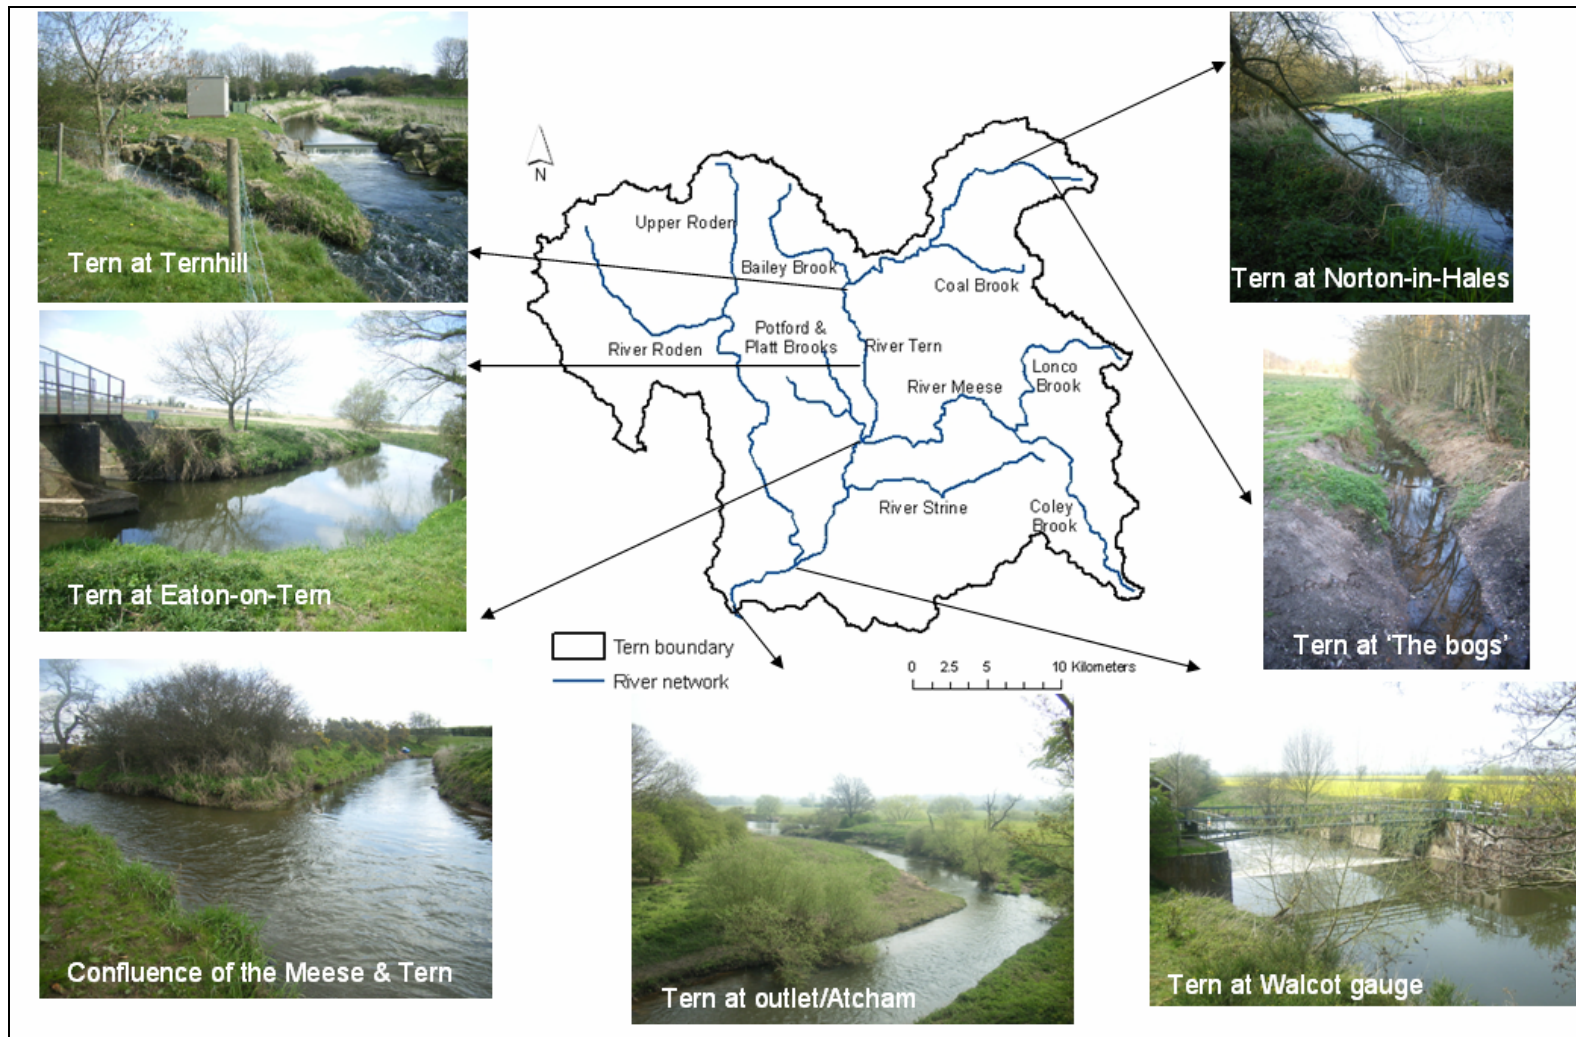 Tern at Ternhill
Tern at Eaton-on-Tern
Confluence of the Meese & Tern
N
Upper Roden
Bailey Brook
Coal Brook
Potford &
Platt Brooks
River Roden
River Tern
River Meese
Lonco
Brook
River Strine
Coley
Brook
Tern boundary
River network
0 2.5 5 10 Kilometers
Tern at outlet/Atcham
Tern at Norton-in-Hales
Tern at 'The bogs'
Tern at Walcot gauge